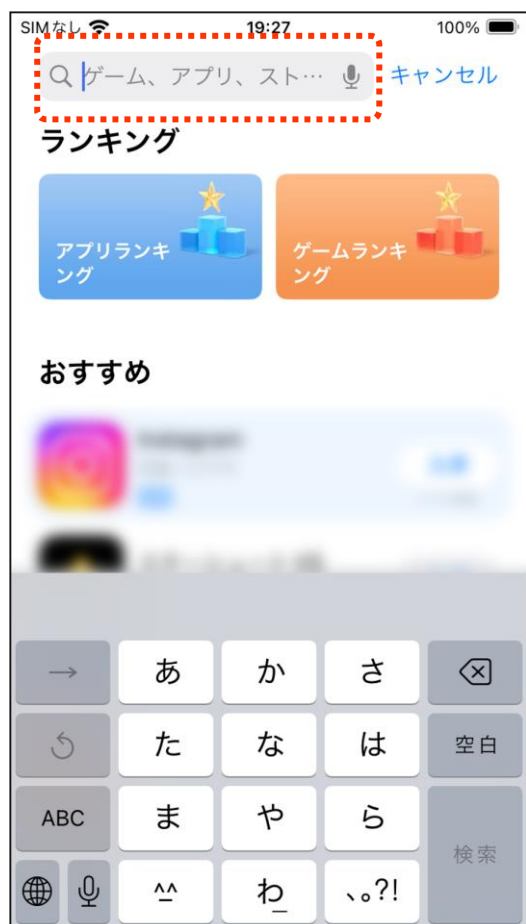 SIMなし 19:27 100%
ゲーム、アプリ、スト… キャンセル
ランキング
アプリランキ
ング
ゲームランキ
ング
おすすめ
Instagram
→ あ か さ
た な は 空白
ABC ま や ら 検索
^^ わ_ 、。?!